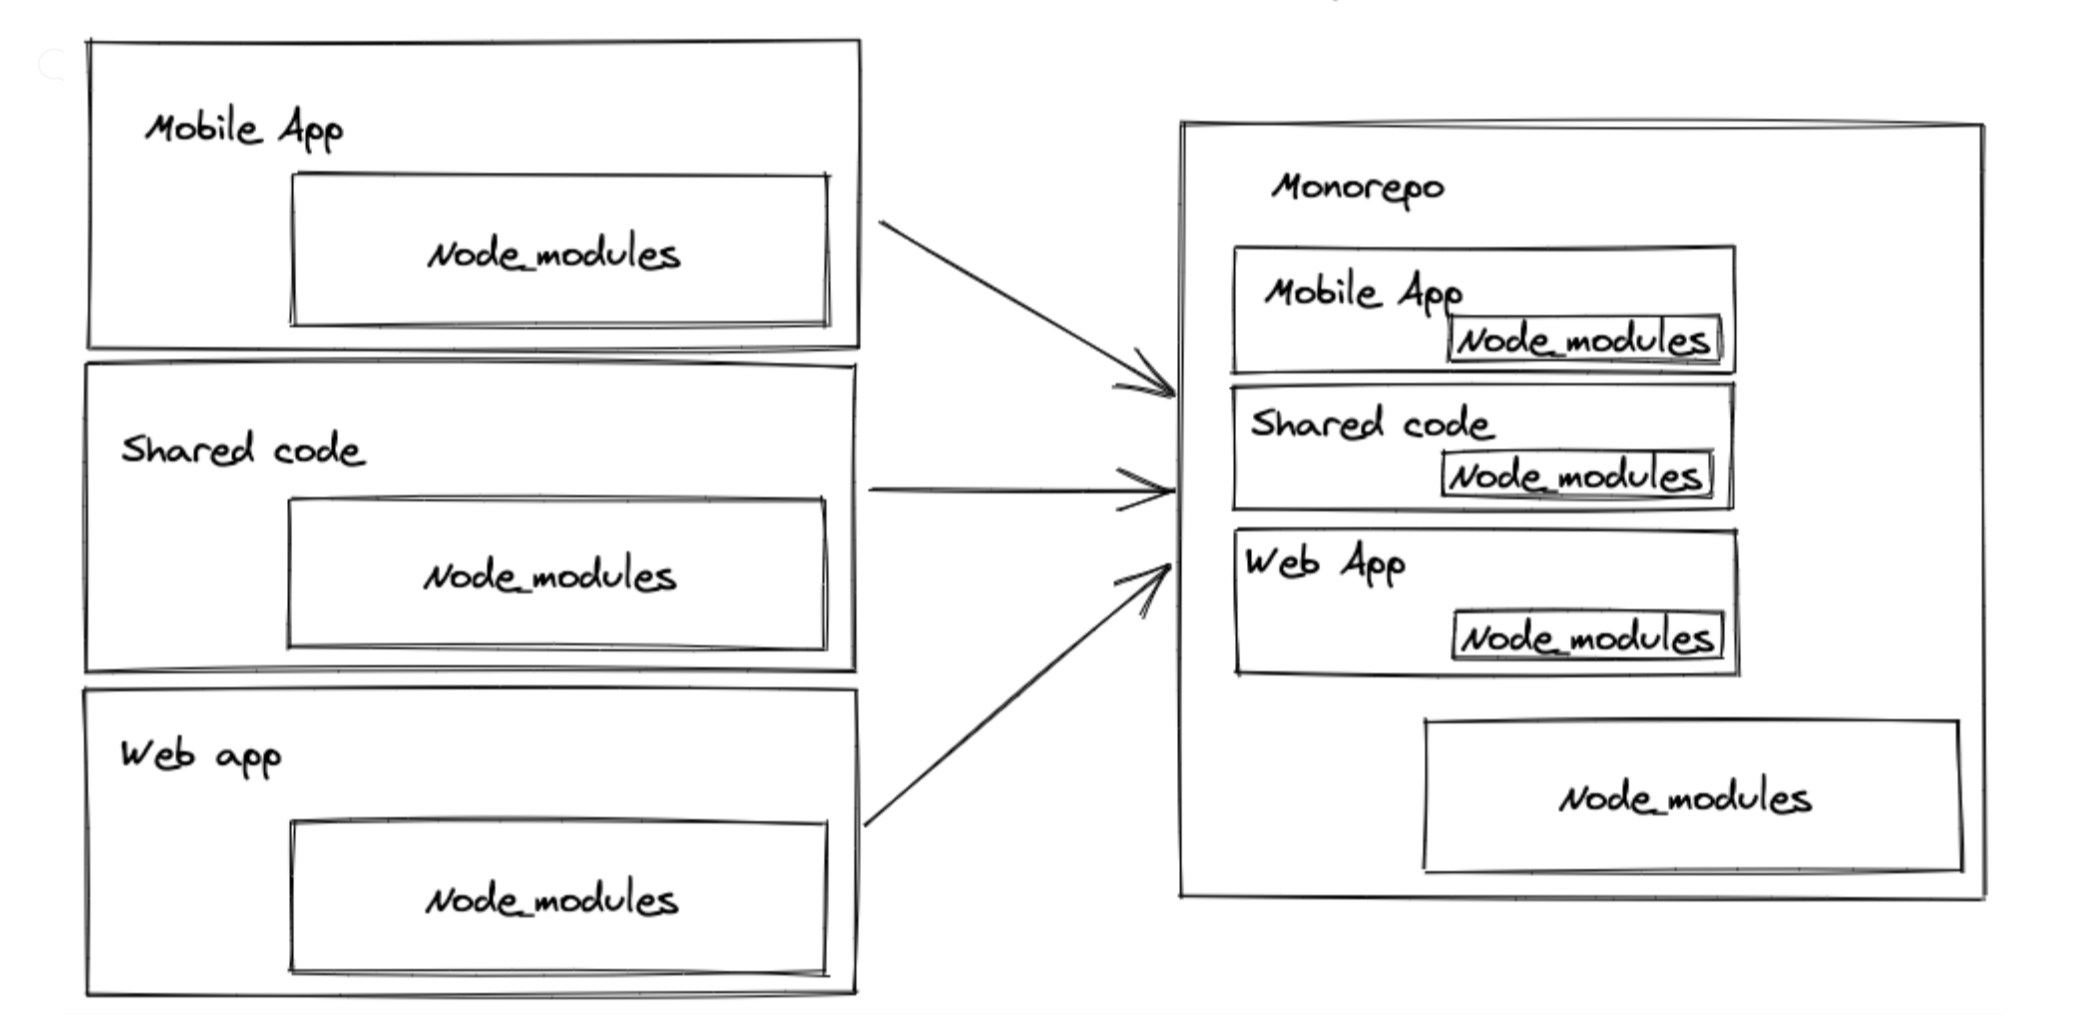 Mobile App
Node_modules
Shared code
Node_modules
Web app
Node_modules
Monorepo
Mobile App
Node_modules
Shared code
Node_modules
Web App
Node_modules
Node_modules